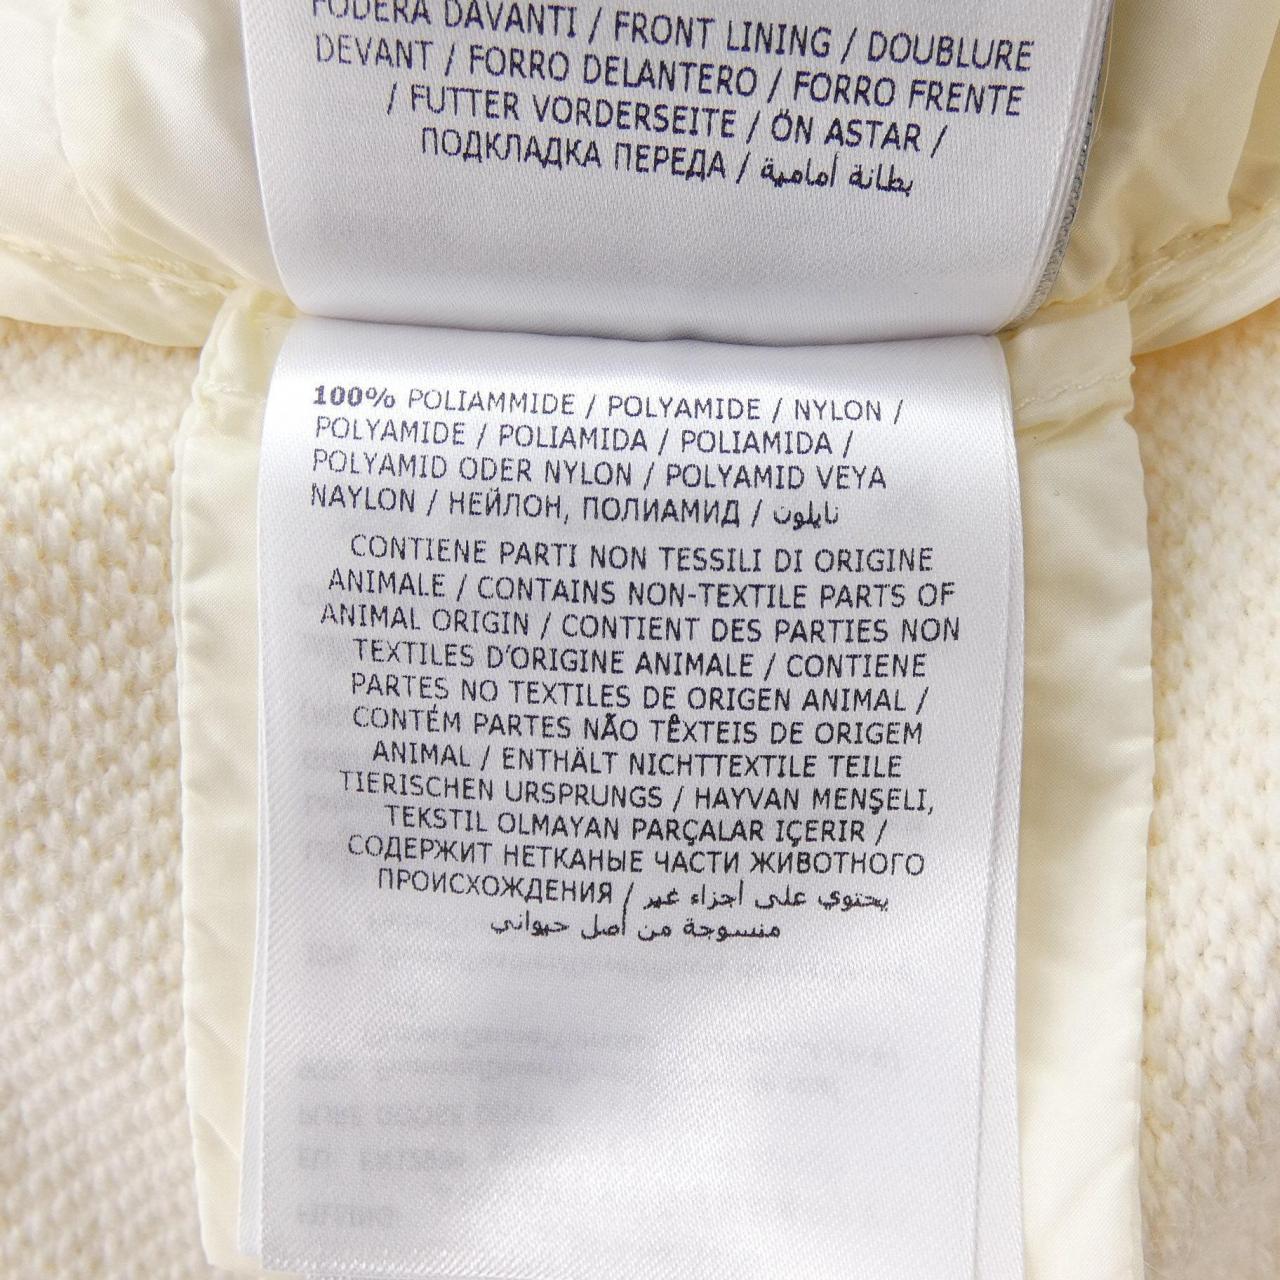 FODERA DAVANTI / FRONT LINING / DOUBLURE
DEVANT / FORRO DELANTERO / FORRO FRENTE
/ FUTTER VORDERSEITE / ÖN ASTAR /
ПОДКЛАДКА ПЕРЕДА / بطانة أمامية
100% POLIAMMIDE / POLYAMIDE / NYLON /
POLYAMIDE / POLIAMIDA / POLIAMIDA /
POLYAMID ODER NYLON / POLYAMID VEYA
NAYLON / НЕЙЛОН, ПОЛИАМИД / نايلون
CONTIENE PARTI NON TESSILI DI ORIGINE
ANIMALE / CONTAINS NON-TEXTILE PARTS OF
ANIMAL ORIGIN / CONTIENT DES PARTIES NON
TEXTILES D'ORIGINE ANIMALE / CONTIENE
PARTES NO TEXTILES DE ORIGEN ANIMAL /
CONTÉM PARTES NÃO TÊXTEIS DE ORIGEM
ANIMAL / ENTHÄLT NICHTTEXTILE TEILE
TIERISCHEN URSPRUNGS / HAYVAN MENŞELİ,
TEKSTIL OLMAYAN PARÇALAR IÇERIR /
СОДЕРЖИТ НЕТКАНЫЕ ЧАСТИ ЖИВОТНОГО
ПРОИСХОЖДЕНИЯ / يحتوي على أجزاء غير
منسوجة من أصل حيواني